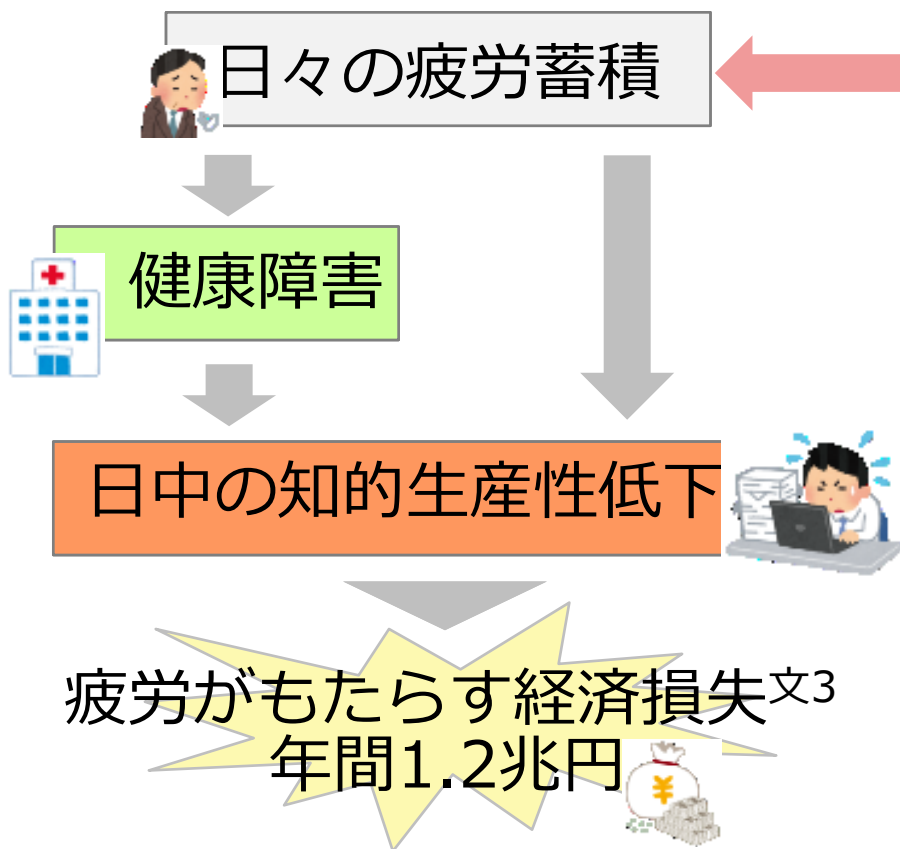 日々の疲労蓄積
健康障害
日中の知的生産性低下
疲労がもたらす経済損失文3
年間1.2兆円
¥